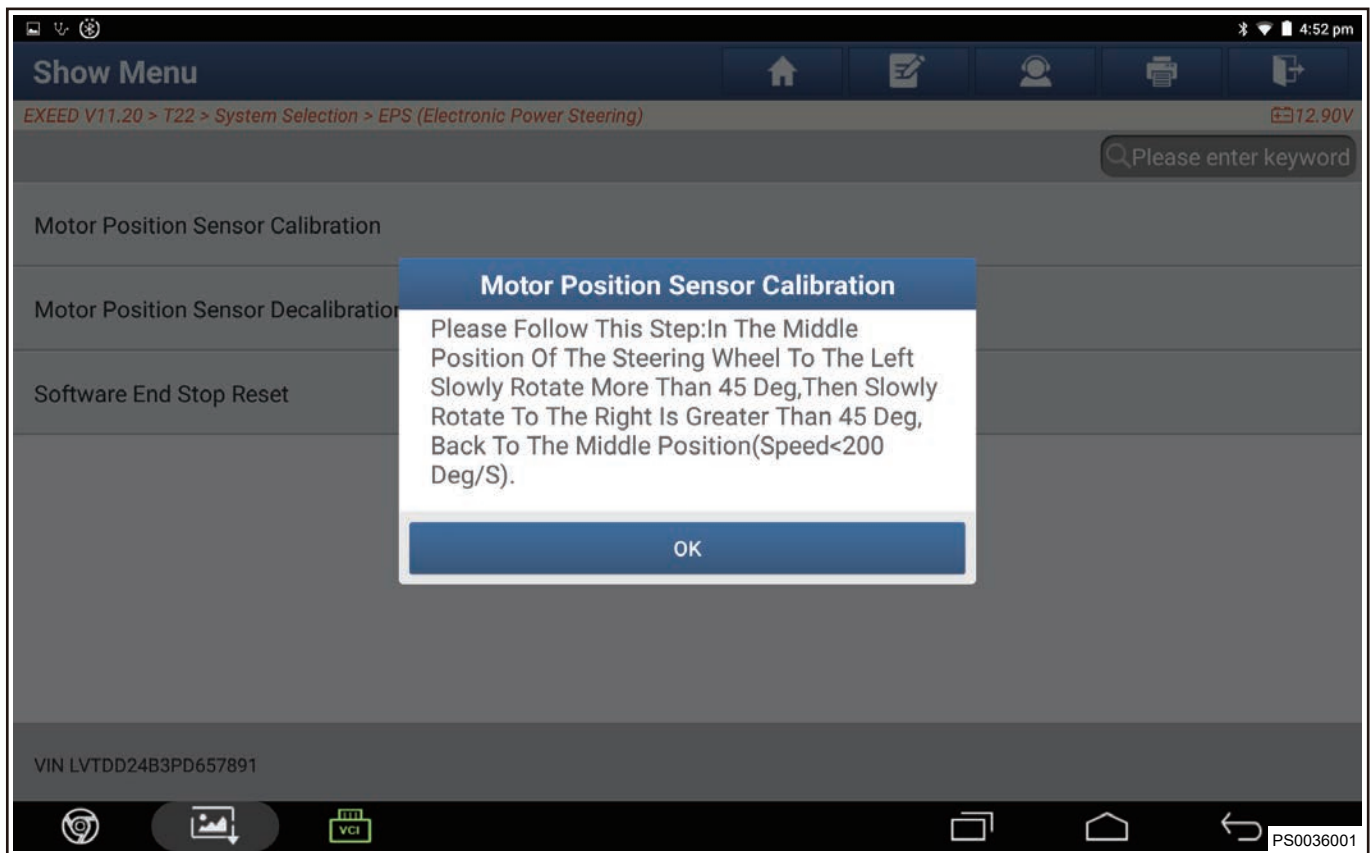 4:52 pm
Show Menu
EXEED V11.20 > T22 > System Selection > EPS (Electronic Power Steering)
12.90V
Please enter keyword
Motor Position Sensor Calibration
Motor Position Sensor Decalibration
Software End Stop Reset
Motor Position Sensor Calibration
Please Follow This Step:In The Middle
Position Of The Steering Wheel To The Left
Slowly Rotate More Than 45 Deg,Then Slowly
Rotate To The Right Is Greater Than 45 Deg,
Back To The Middle Position(Speed<200
Deg/S).
OK
VIN LVTDD24B3PD657891
VCI
PS0036001